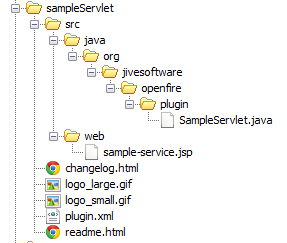 sampleServlet
src
java
org
jivesoftware
openfire
plugin
SampleServlet.java
web
sample-service.jsp
changelog.html
logo_large.gif
logo_small.gif
plugin.xml
readme.html